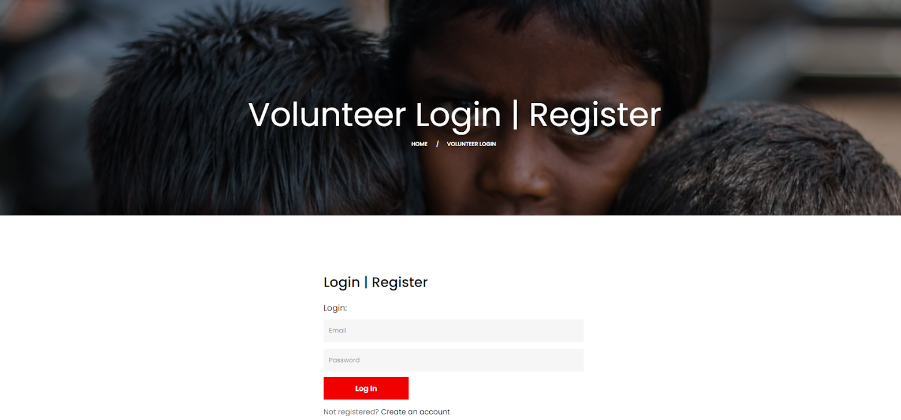 Volunteer Login | Register
HOME / VOLUNTEER LOGIN
Login | Register
Login:
Email
Password
Log In
Not registered? Create an account